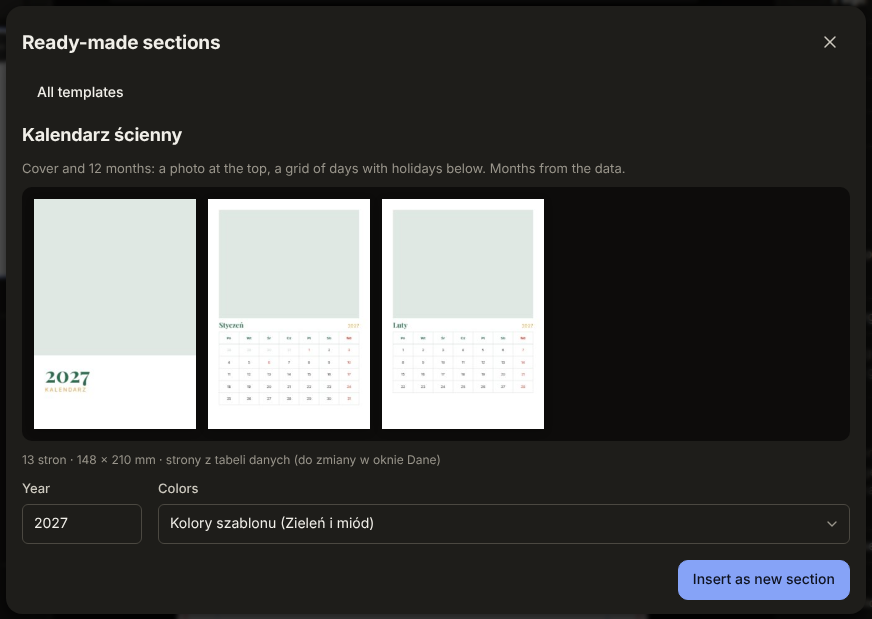 Ready-made sections
All templates
Kalendarz ścienny
Cover and 12 months: a photo at the top, a grid of days with holidays below. Months from the data.
2027
KALENDARZ
Styczeń 2027
Luty 2027
13 stron · 148 × 210 mm · strony z tabeli danych (do zmiany w oknie Dane)
Year
Colors
2027
Kolory szablonu (Zieleń i miód)
Insert as new section